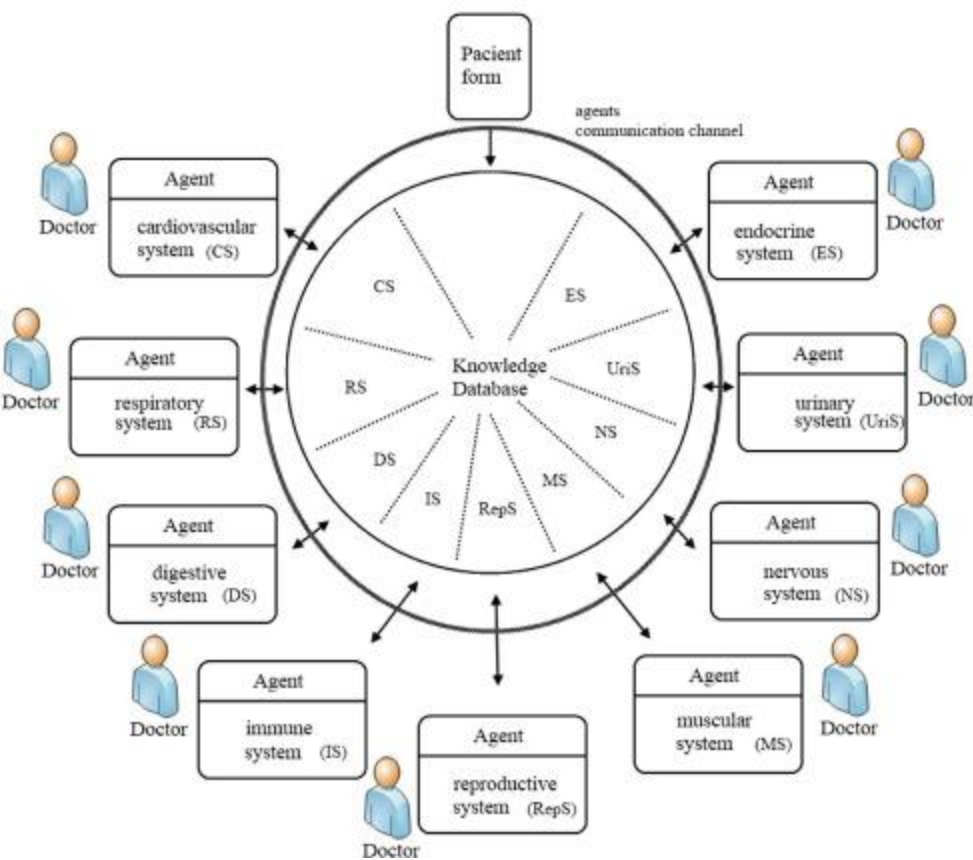 Pacient
form
agents
communication channel
Doctor
Agent
cardiovascular
system (CS)
Agent
endocrine
system (ES)
Doctor
CS
ES
Doctor
Agent
respiratory
system (RS)
RS
Knowledge
Database
UriS
Agent
urinary
system (UriS)
Doctor
DS
IS
RepS
MS
NS
Doctor
Agent
digestive
system (DS)
Agent
nervous
system (NS)
Doctor
Doctor
Agent
immune
system (IS)
Doctor
Agent
reproductive
system (RepS)
Agent
muscular
system (MS)
Doctor